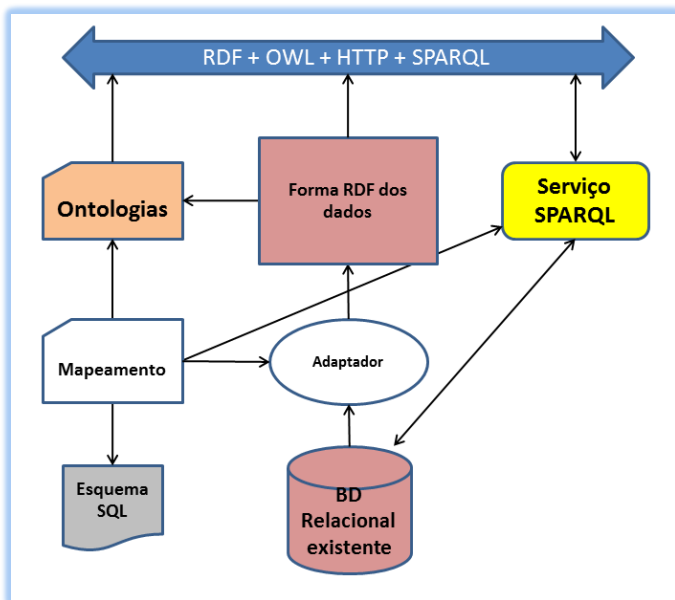 RDF + OWL + HTTP + SPARQL
Ontologias
Forma RDF dos
dados
Serviço
SPARQL
Mapeamento
Adaptador
Esquema
SQL
BD
Relacional
existente